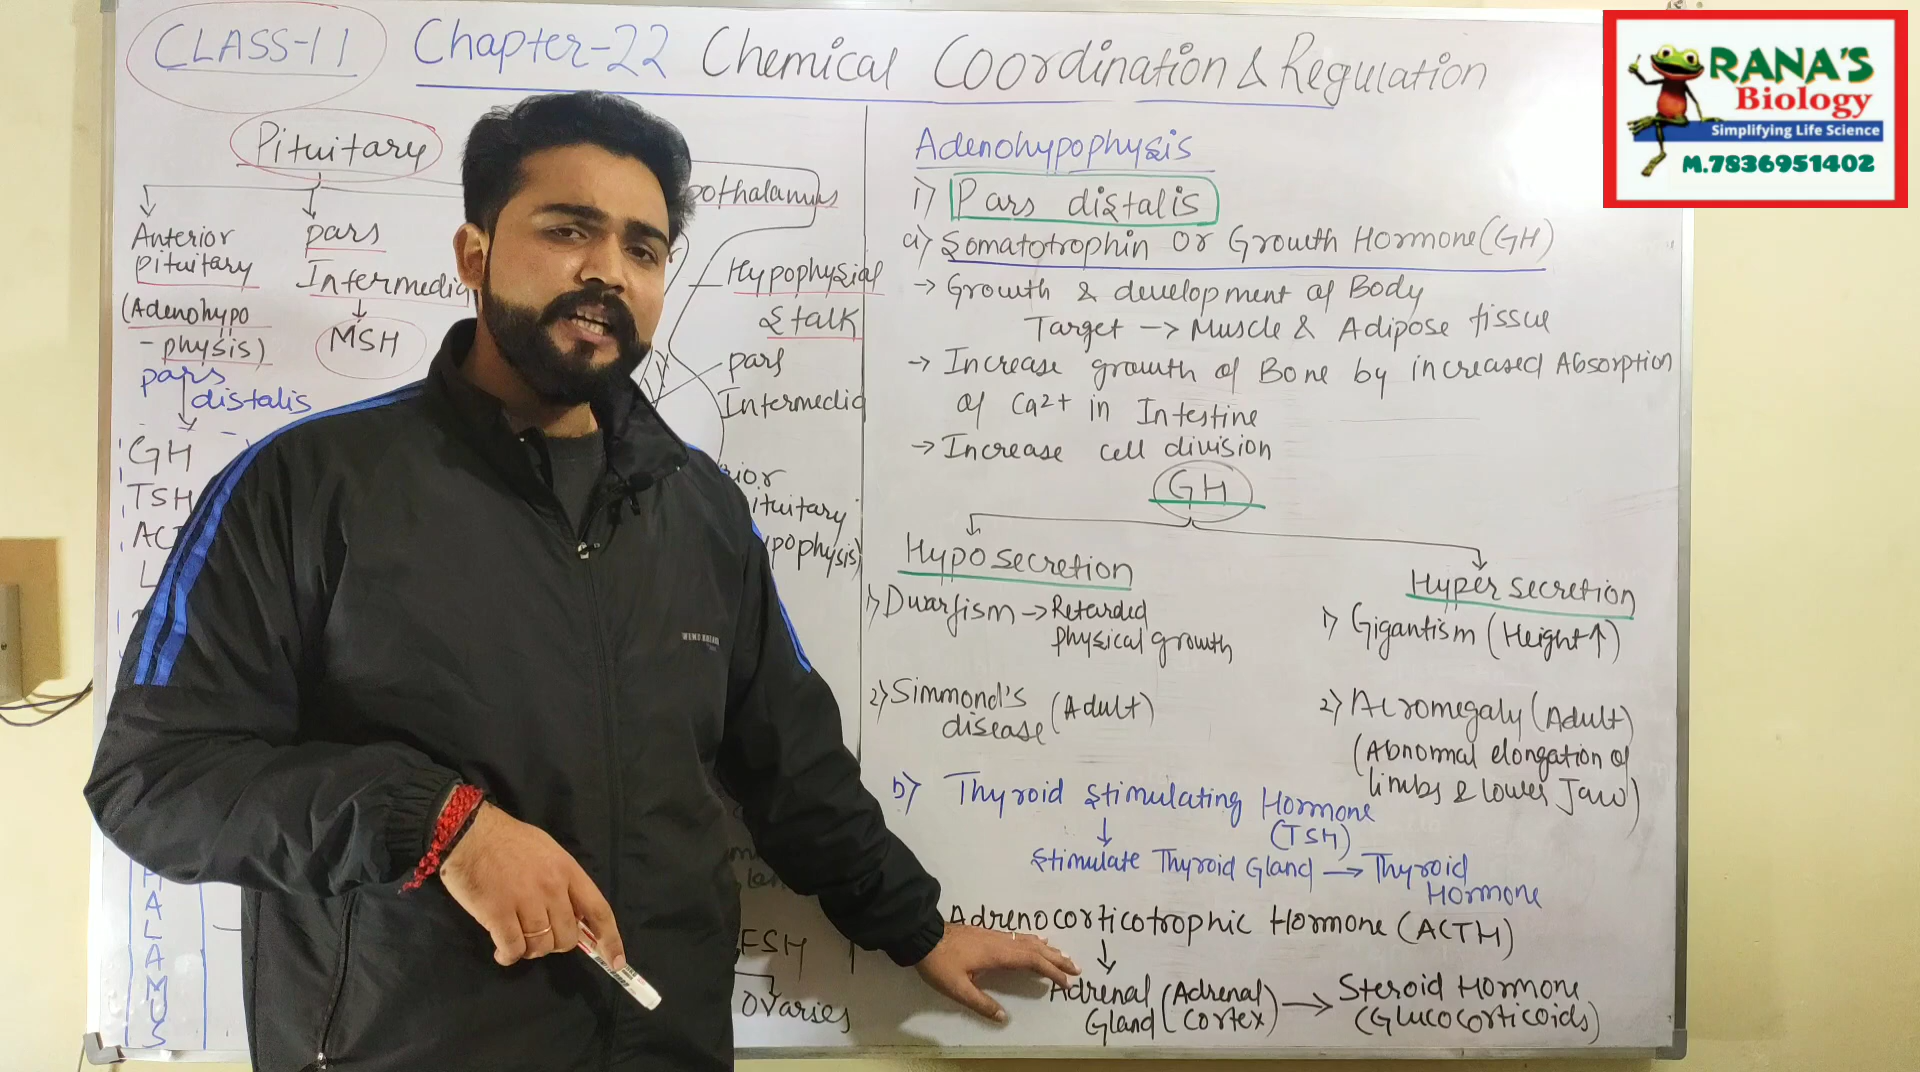 CLASS-11 Chapter-22 Chemical Coordination & Regulation
Pituitary
Anterior
pituitary
(Adenohypo
- physis)
pars
distalis
GH
TSH
pars
Intermedia
MSH
Hypophysial
stalk
pars
Intermedia
HALAMUS
FSH
Ovaries
Adenohypophysis
i) Pars distalis
a) Somatotrophin or Growth Hormone (GH)
→ Growth & development of Body
Target → Muscle & Adipose tissue
→ Increase growth of Bone by increased Absorption
of Ca2+ in Intestine
→ Increase cell division
GH
Hyposecretion
1) Dwarfism → Retarded
physical growth
2) Simmond's
disease (Adult)
Hypersecretion
1) Gigantism (Height↑)
2) Acromegaly (Adult)
(Abnormal elongation of
limbs & lower Jaw)
b) Thyroid stimulating Hormone
(TSH)
↓
stimulate Thyroid Gland → Thyroid
Hormone
Adrenocorticotrophic Hormone (ACTH)
↓
Adrenal (Adrenal → Steroid Hormone
Gland cortex) (Glucocorticoids)
RANA'S
Biology
Simplifying Life Science
M.7836951402